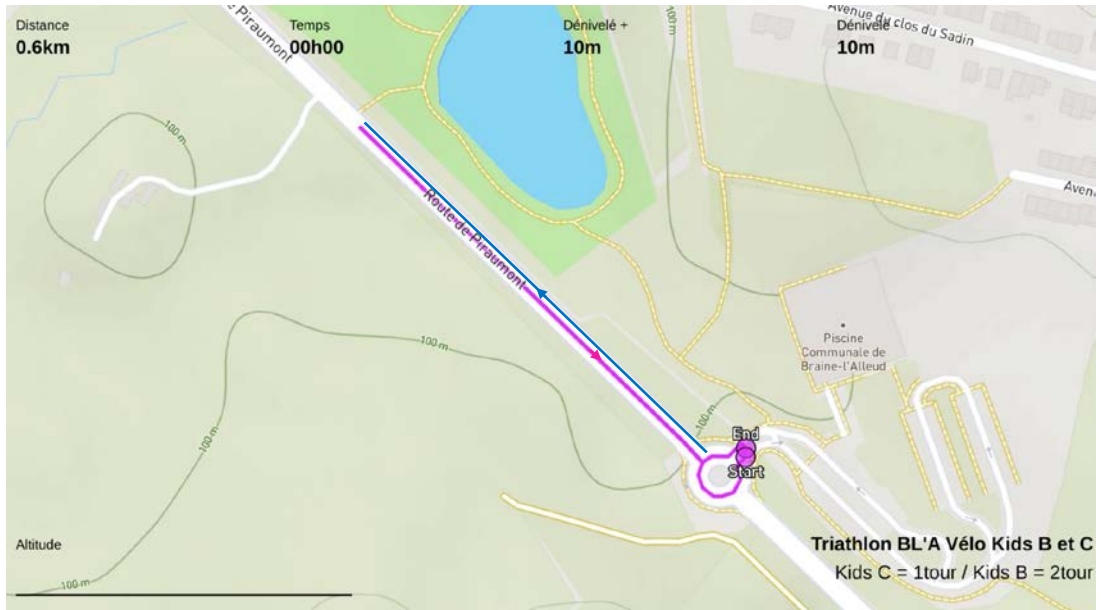 Distance
0.6km
Temps
00h00
Dénivelé +
10m
Dénivelé
10m
e Piraumont
100 m
Avenue du clos du Sadin
100 m
Aven
Route de Piraumont
100 m
Piscine
Communale de
Braine-l'Alleud
100 m
100 m
End
Start
Altitude
100 m
Triathlon BL'A Vélo Kids B et C
Kids C = 1tour / Kids B = 2tour